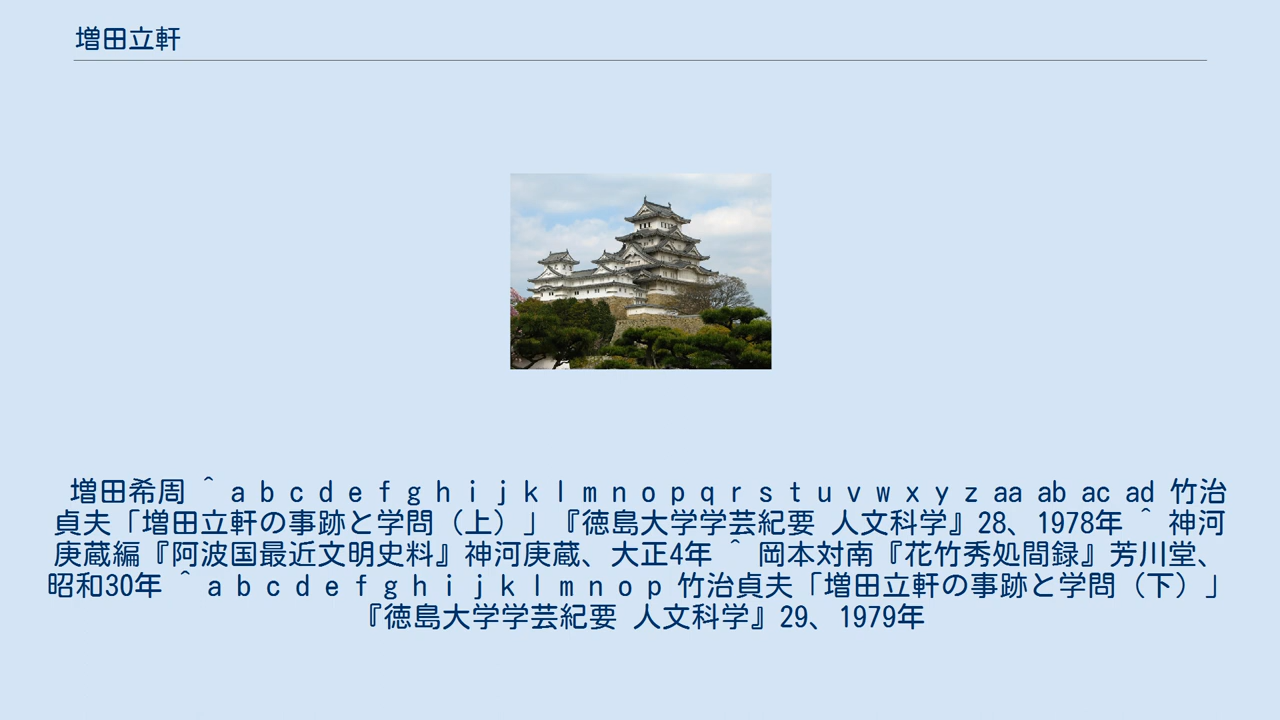 増田立軒
増田希周 ^ a b c d e f g h i j k l m n o p q r s t u v w x y z aa ab ac ad 竹治
貞夫「増田立軒の事跡と学問（上）」『徳島大学学芸紀要 人文科学』28、1978年 ^ 神河
庚蔵編『阿波国最近文明史料』神河庚蔵、大正4年 ^ 岡本対南『花竹秀処間録』芳川堂、
昭和30年 ^ a b c d e f g h i j k l m n o p 竹治貞夫「増田立軒の事跡と学問（下）」
『徳島大学学芸紀要 人文科学』29、1979年